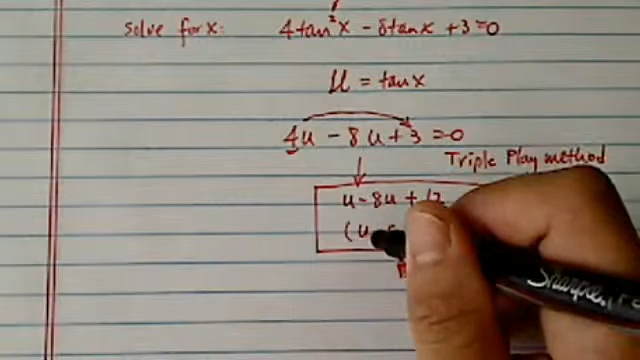 Solve for x: 4tan²x - 8tanx + 3 = 0
u = tanx
4u - 8u + 3 = 0
Triple Play method
u - 8u + 12
(u
Sharpie